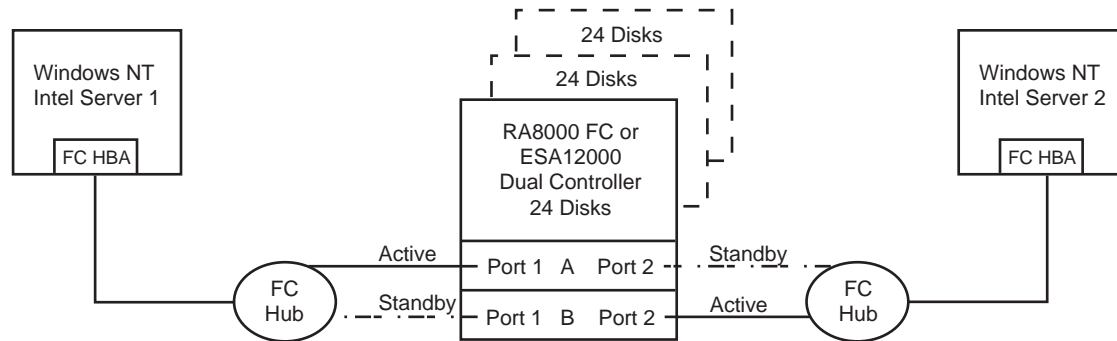 24 Disks
24 Disks
Windows NT
Intel Server 1
FC HBA
RA8000 FC or
ESA12000
Dual Controller
24 Disks
Windows NT
Intel Server 2
FC HBA
Active
Port 1 A Port 2
Standby
FC
Hub
Standby
Port 1 B Port 2
Active
FC
Hub